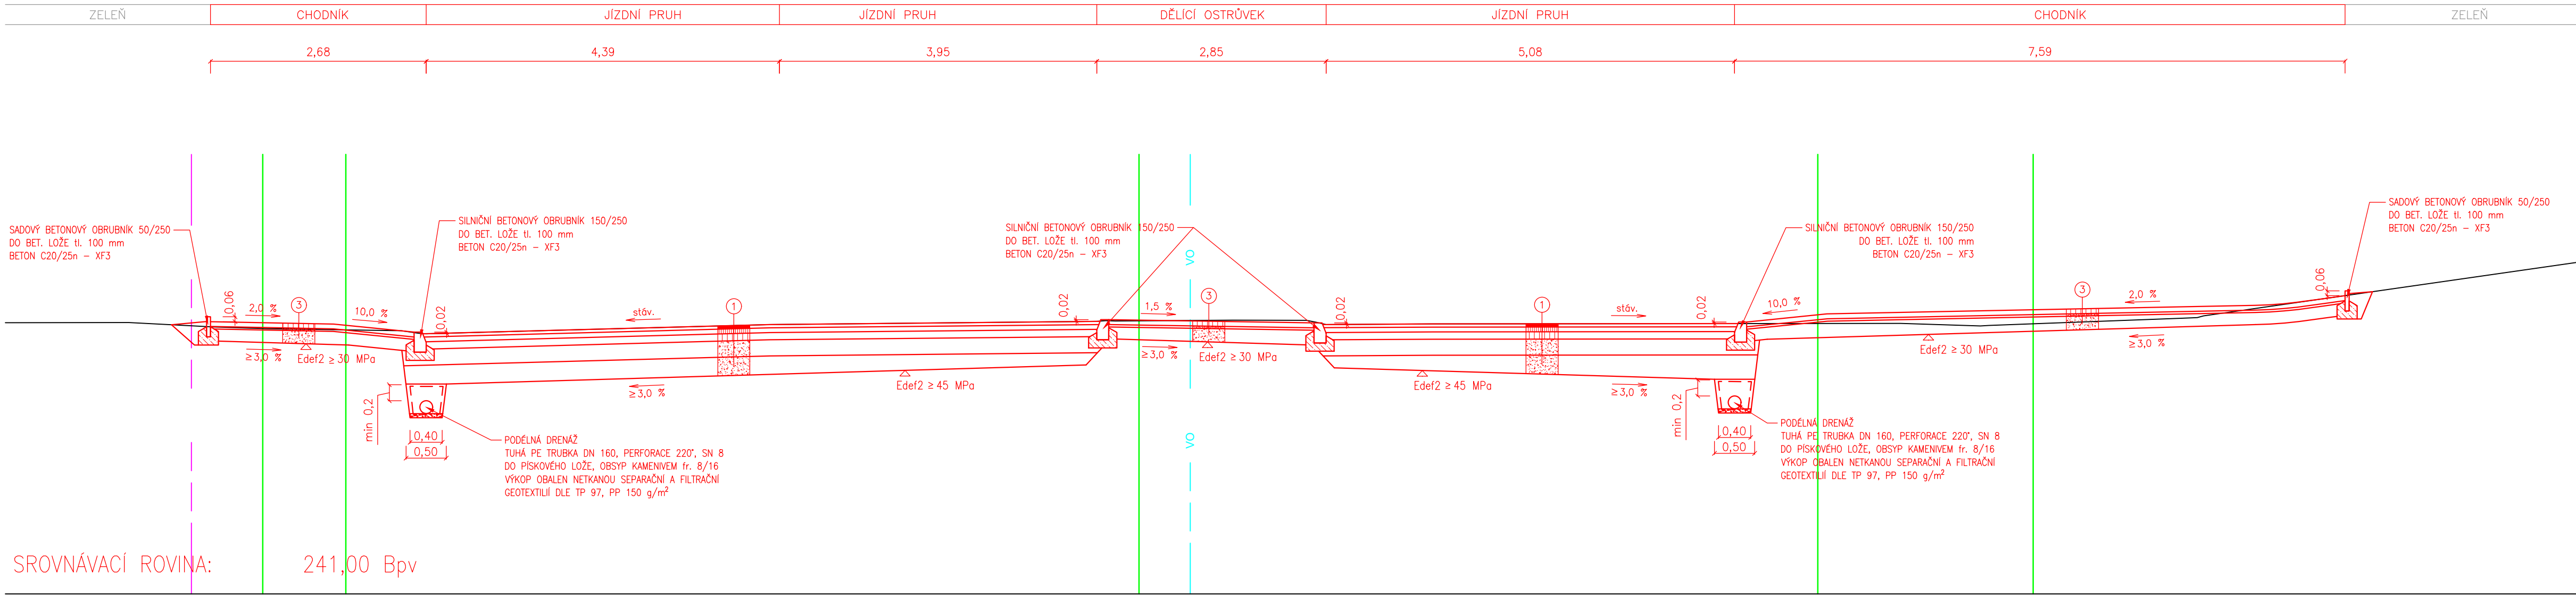 ZELEŇ
CHODNÍK
JÍZDNÍ PRUH
JÍZDNÍ PRUH
DĚLÍCÍ OSTRŮVEK
JÍZDNÍ PRUH
CHODNÍK
ZELEŇ
2,68
4,39
3,95
2,85
5,08
7,59
SADOVÝ BETONOVÝ OBRUBNÍK 50/250
DO BET. LOŽE tl. 100 mm
BETON C20/25n – XF3
SILNIČNÍ BETONOVÝ OBRUBNÍK 150/250
DO BET. LOŽE tl. 100 mm
BETON C20/25n – XF3
SILNIČNÍ BETONOVÝ OBRUBNÍK 150/250
DO BET. LOŽE tl. 100 mm
BETON C20/25n – XF3
VO
SILNIČNÍ BETONOVÝ OBRUBNÍK 150/250
DO BET. LOŽE tl. 100 mm
BETON C20/25n – XF3
SADOVÝ BETONOVÝ OBRUBNÍK 50/250
DO BET. LOŽE tl. 100 mm
BETON C20/25n – XF3
0,06
2,0 %
3
10,0 %
0,02
stáv.
1
0,02
1,5 %
3
0,02
1
stáv.
0,02
10,0 %
3
2,0 %
0,06
≥3,0 %
Edef2 ≥ 30 MPa
≥3,0 %
Edef2 ≥ 45 MPa
≥3,0 %
Edef2 ≥ 30 MPa
Edef2 ≥ 45 MPa
≥3,0 %
Edef2 ≥ 30 MPa
≥3,0 %
min 0,2
0,40
0,50
PODÉLNÁ DRENÁŽ
TUHÁ PE TRUBKA DN 160, PERFORACE 220°, SN 8
DO PÍSKOVÉHO LOŽE, OBSYP KAMENIVEM fr. 8/16
VÝKOP OBALEN NETKANOU SEPARAČNÍ A FILTRAČNÍ
GEOTEXTILIÍ DLE TP 97, PP 150 g/m²
VO
min 0,2
0,40
0,50
PODÉLNÁ DRENÁŽ
TUHÁ PE TRUBKA DN 160, PERFORACE 220°, SN 8
DO PÍSKOVÉHO LOŽE, OBSYP KAMENIVEM fr. 8/16
VÝKOP OBALEN NETKANOU SEPARAČNÍ A FILTRAČNÍ
GEOTEXTILIÍ DLE TP 97, PP 150 g/m²
SROVNÁVACÍ ROVINA: 241,00 Bpv